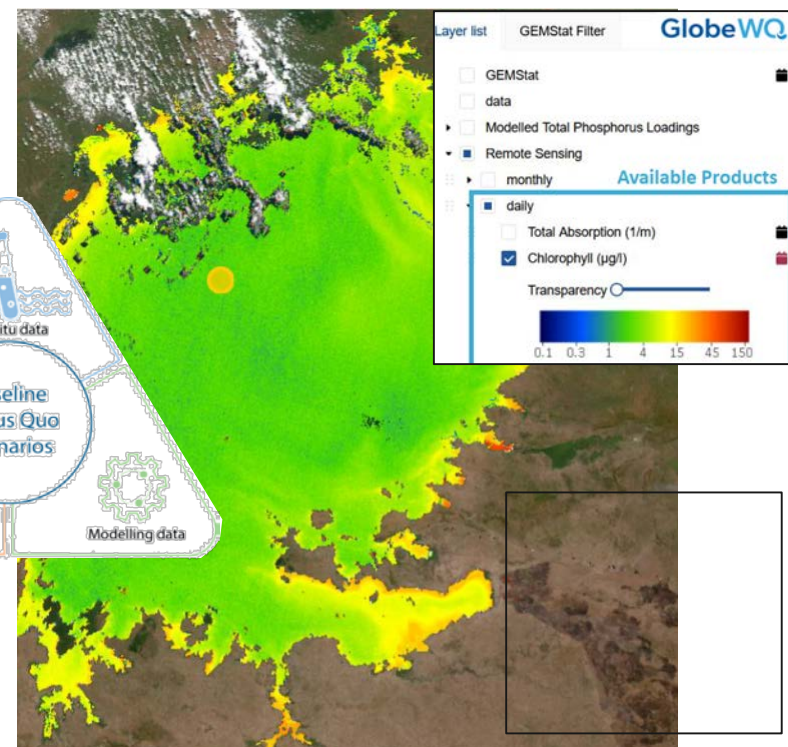 Layer list GEMStat Filter GlobeWQ
GEMStat
data
Modelled Total Phosphorus Loadings
Remote Sensing
monthly Available Products
daily
Total Absorption (1/m)
Chlorophyll (µg/l)
Transparency
0.1 0.3 1 4 15 45 150
itu data
eline
us Quo
narios
Modelling data